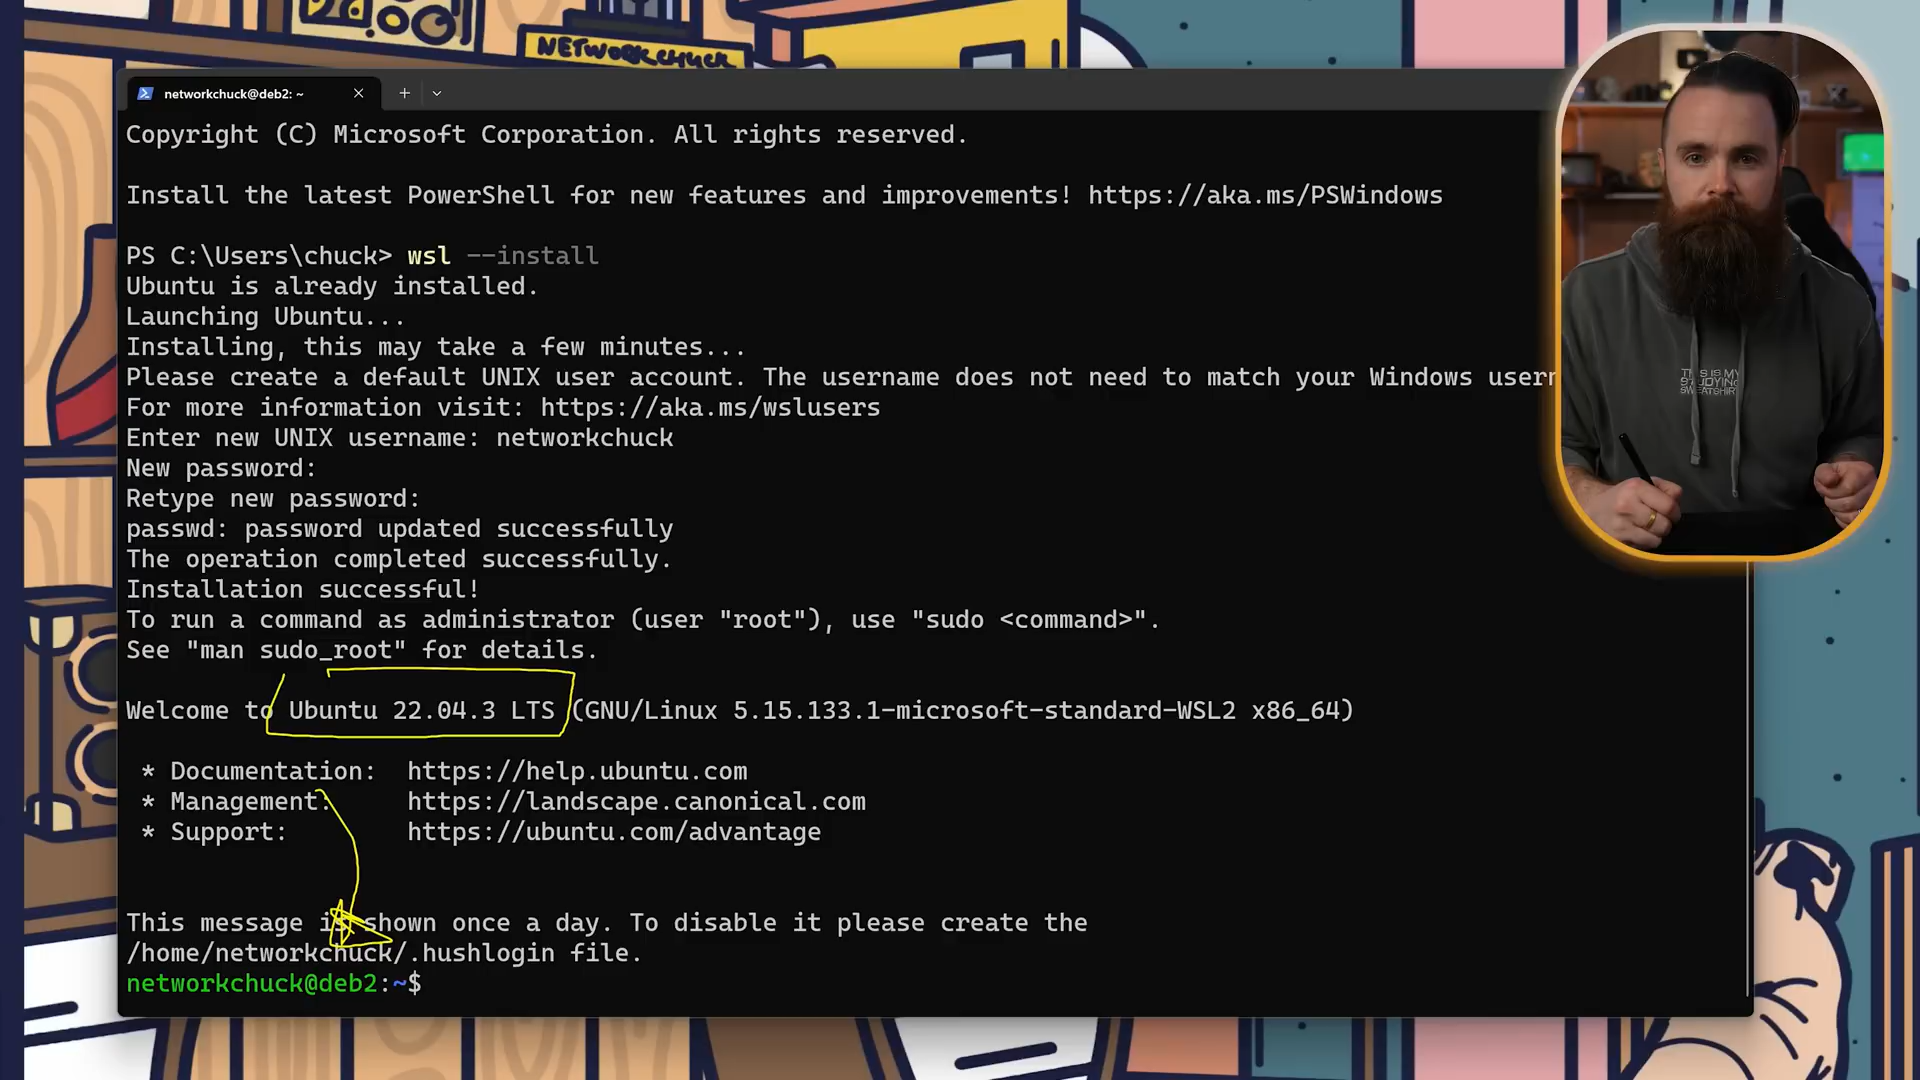 NETWORKCHUCK
networkchuck@deb2: ~
Copyright (C) Microsoft Corporation. All rights reserved.
Install the latest PowerShell for new features and improvements! https://aka.ms/PSWindows
PS C:\Users\chuck> wsl --install
Ubuntu is already installed.
Launching Ubuntu...
Installing, this may take a few minutes...
Please create a default UNIX user account. The username does not need to match your Windows usern
For more information visit: https://aka.ms/wslusers
Enter new UNIX username: networkchuck
New password:
Retype new password:
passwd: password updated successfully
The operation completed successfully.
Installation successful!
To run a command as administrator (user "root"), use "sudo <command>".
See "man sudo_root" for details.
Welcome to Ubuntu 22.04.3 LTS (GNU/Linux 5.15.133.1-microsoft-standard-WSL2 x86_64)
* Documentation: https://help.ubuntu.com
* Management: https://landscape.canonical.com
* Support: https://ubuntu.com/advantage
This message is shown once a day. To disable it please create the
/home/networkchuck/.hushlogin file.
networkchuck@deb2:~$
THIS IS MY
STUDYING
SWEATSHIRT